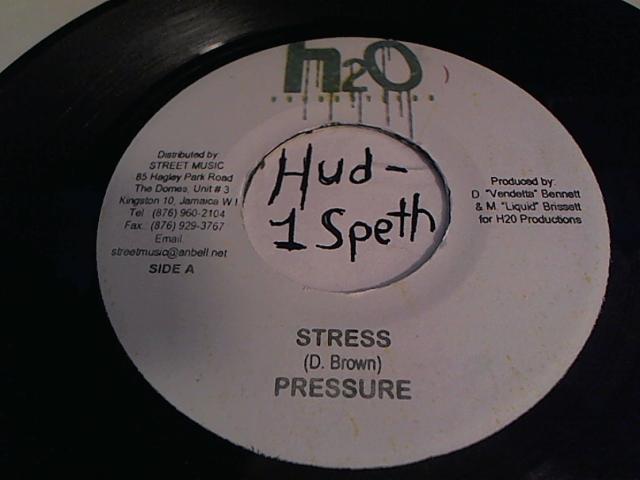 H2O
Distributed by:
STREET MUSIC
85 Hagley Park Road
The Domes, Unit # 3
Kingston 10, Jamaica W I
Tel (876) 960-2104
Fax.: (876) 929-3767
Email.
streetmusic@anbell.net
SIDE A
Hud-
1 Speth
Produced by:
D "Vendetta" Bennett
& M. "Liquid" Brissett
for H20 Productions
STRESS
(D. Brown)
PRESSURE